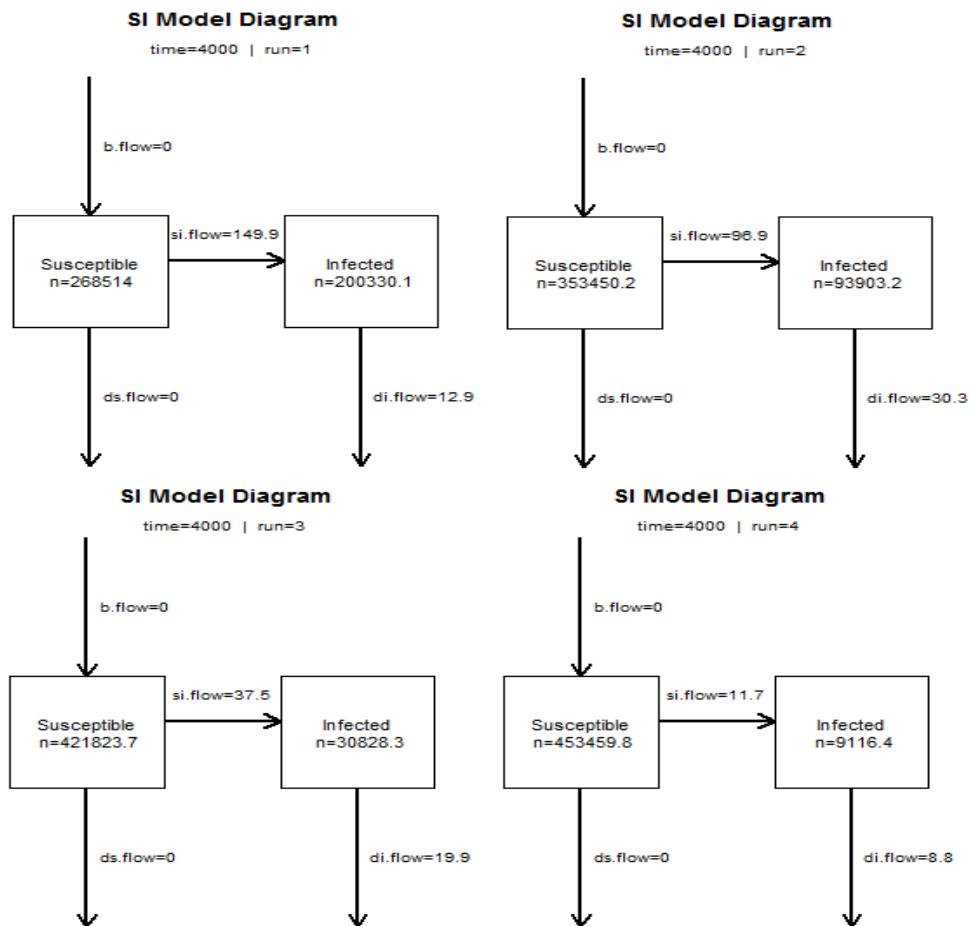 SI Model Diagram
time=4000 | run=1
b.flow=0
si.flow=149.9
Susceptible
n=268514
Infected
n=200330.1
ds.flow=0
di.flow=12.9
SI Model Diagram
time=4000 | run=2
b.flow=0
si.flow=96.9
Susceptible
n=353450.2
Infected
n=93903.2
ds.flow=0
di.flow=30.3
SI Model Diagram
time=4000 | run=3
b.flow=0
si.flow=37.5
Susceptible
n=421823.7
Infected
n=30828.3
ds.flow=0
di.flow=19.9
SI Model Diagram
time=4000 | run=4
b.flow=0
si.flow=11.7
Susceptible
n=453459.8
Infected
n=9116.4
ds.flow=0
di.flow=8.8